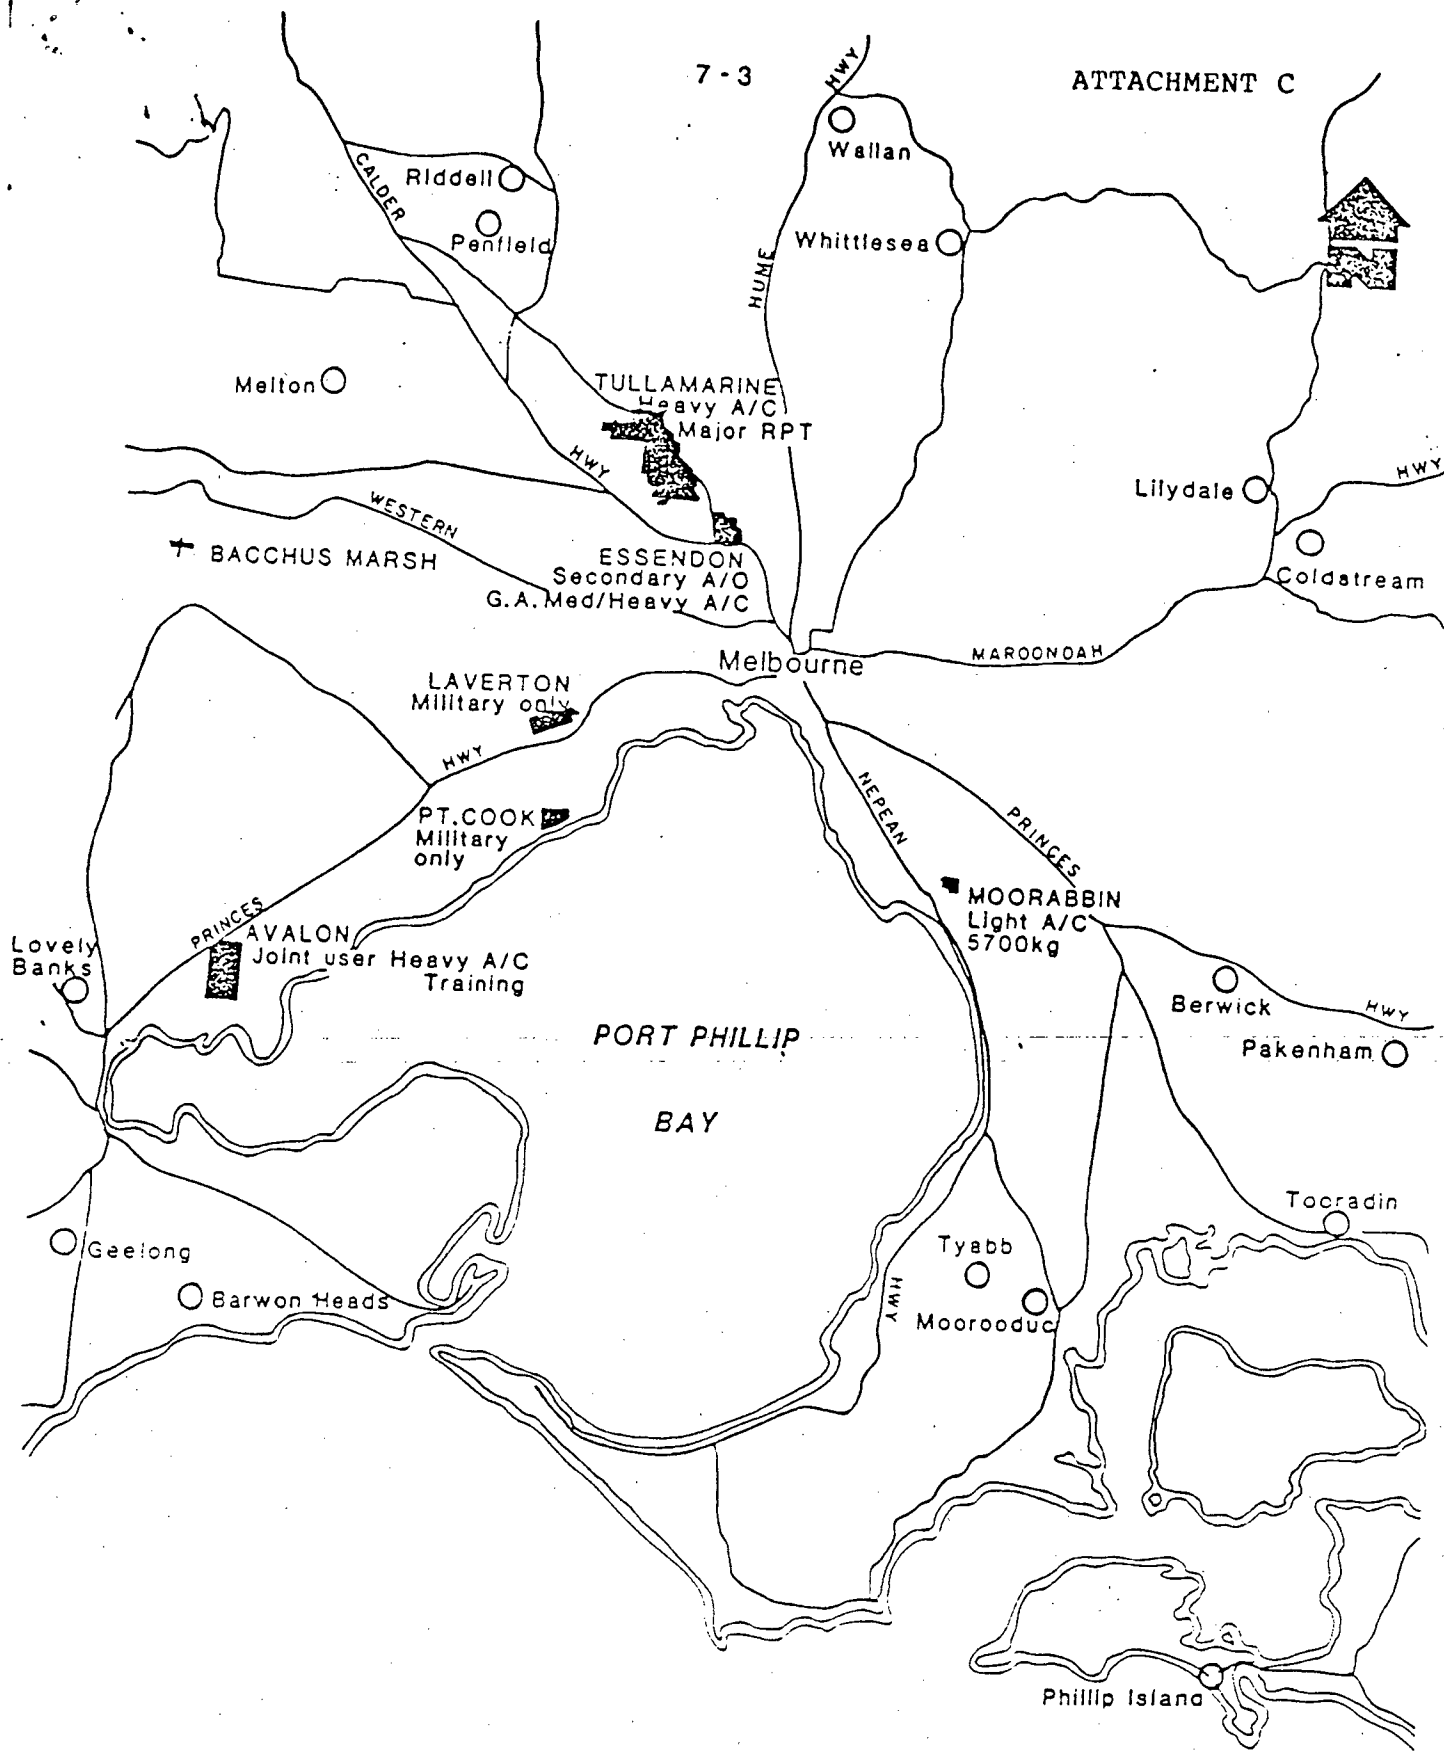 7-3
ATTACHMENT C
HWY
Wallan
CALDER
Riddell
Penfield
Whittlesea
HUME
N
Melton
TULLAMARINE
Heavy A/C
Major RPT
HWY
HWY
Lilydale
WESTERN
BACCHUS MARSH
ESSENDON
Secondary A/O
G.A. Med/Heavy A/C
Coldstream
MAROONOAH
Melbourne
LAVERTON
Military only
HWY
NEPEAN
PRINCES
PT. COOK
Military
only
MOORABBIN
Light A/C
5700kg
PRINCES
AVALON
Joint user Heavy A/C
Training
Lovely
Banks
Berwick
HWY
Pakenham
PORT PHILLIP
BAY
Tooradin
Geelong
Tyabb
Barwon Heads
HWY
Moorooduc
Phillip Island